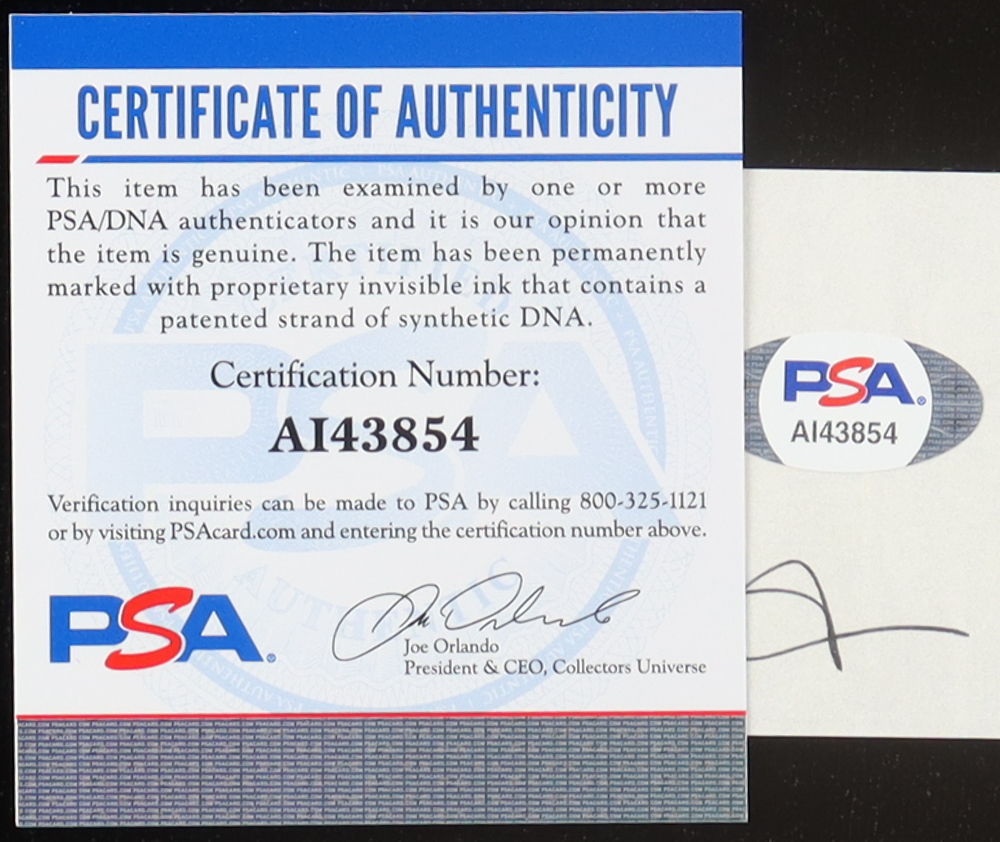 CERTIFICATE OF AUTHENTICITY
This item has been examined by one or more
PSA/DNA authenticators and it is our opinion that
the item is genuine. The item has been permanently
marked with proprietary invisible ink that contains a
patented strand of synthetic DNA.
Certification Number:
AI43854
Verification inquiries can be made to PSA by calling 800-325-1121
or by visiting PSAcard.com and entering the certification number above.
PSA®
Joe Orlando
Joe Orlando
President & CEO, Collectors Universe
PSA®
AI43854